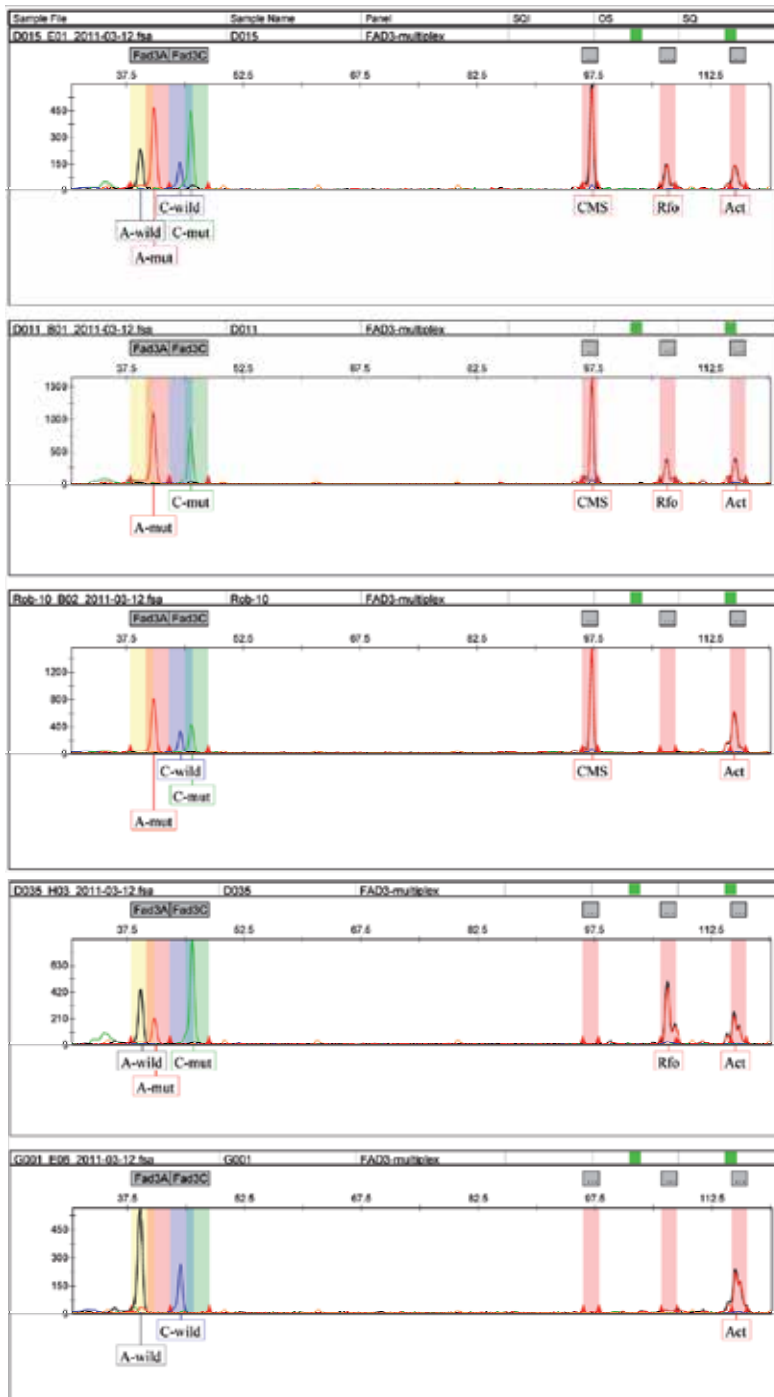 Sample File Sample Name Panel SQI OS SQ
D015_E01_2011-03-12.fsa D015 FAD3-multiplex
Fad3A Fad3C ... ... ...
37.5 52.5 67.5 82.5 97.5 112.5
450
300
150
0
C-wild CMS Rfo Act
A-wild C-mut
A-mut
D011_B01_2011-03-12.fsa D011 FAD3-multiplex
Fad3A Fad3C ... ... ...
37.5 52.5 67.5 82.5 97.5 112.5
1500
1000
500
0
C-mut CMS Rfo Act
A-mut
Rob-10_B02_2011-03-12.fsa Rob-10 FAD3-multiplex
Fad3A Fad3C ... ... ...
37.5 52.5 67.5 82.5 97.5 112.5
1200
800
400
0
C-wild CMS Act
C-mut
A-mut
D035_H03_2011-03-12.fsa D035 FAD3-multiplex
Fad3A Fad3C ... ... ...
37.5 52.5 67.5 82.5 97.5 112.5
630
420
210
0
A-wild C-mut Rfo Act
A-mut
G001_E06_2011-03-12.fsa G001 FAD3-multiplex
Fad3A Fad3C ... ... ...
37.5 52.5 67.5 82.5 97.5 112.5
450
300
150
0
C-wild Act
A-wild